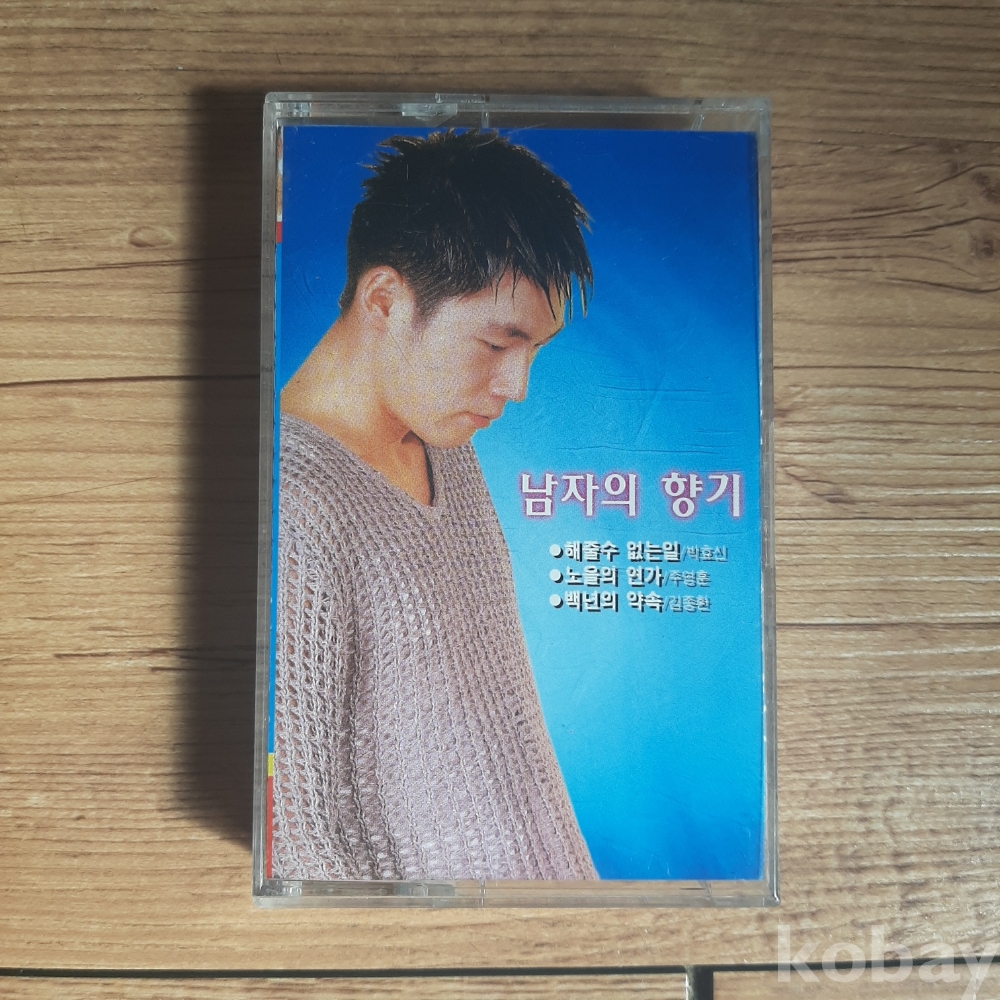 남자의 향기
●해줄수 없는일/박효신
●노을의 연가/주영훈
●백년의 약속/김종환
kobay